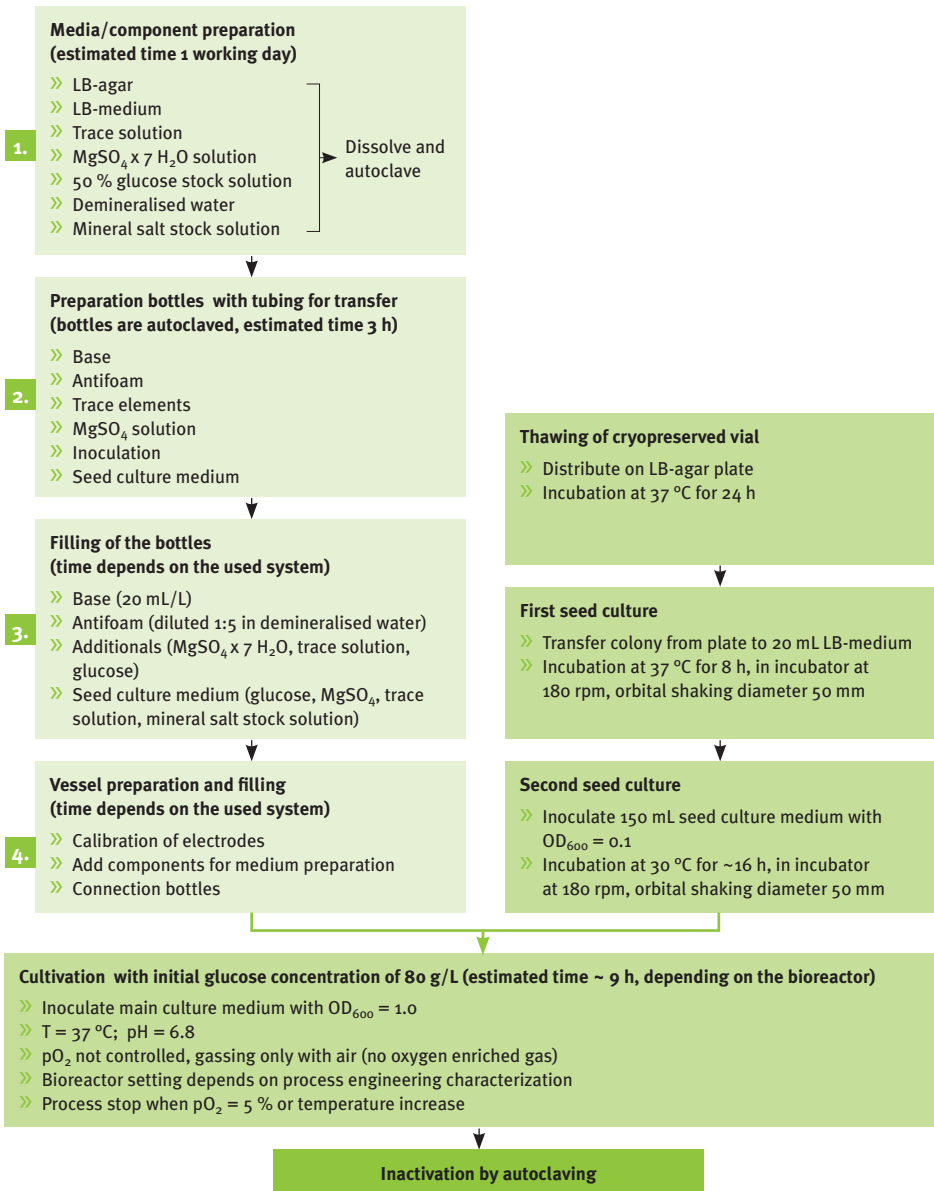 Media/component preparation
(estimated time 1 working day)
» LB-agar
» LB-medium
» Trace solution
» MgSO₄ x 7 H₂O solution
» 50 % glucose stock solution
» Demineralised water
» Mineral salt stock solution
Dissolve and
autoclave
1.
Preparation bottles with tubing for transfer
(bottles are autoclaved, estimated time 3 h)
» Base
» Antifoam
» Trace elements
» MgSO₄ solution
» Inoculation
» Seed culture medium
2.
Filling of the bottles
(time depends on the used system)
» Base (20 mL/L)
» Antifoam (diluted 1:5 in demineralised water)
» Additionals (MgSO₄ x 7 H₂O, trace solution,
glucose)
» Seed culture medium (glucose, MgSO₄, trace
solution, mineral salt stock solution)
3.
Vessel preparation and filling
(time depends on the used system)
» Calibration of electrodes
» Add components for medium preparation
» Connection bottles
4.
Thawing of cryopreserved vial
» Distribute on LB-agar plate
» Incubation at 37 °C for 24 h
First seed culture
» Transfer colony from plate to 20 mL LB-medium
» Incubation at 37 °C for 8 h, in incubator at
180 rpm, orbital shaking diameter 50 mm
Second seed culture
» Inoculate 150 mL seed culture medium with
OD₆₀₀ = 0.1
» Incubation at 30 °C for ~16 h, in incubator
at 180 rpm, orbital shaking diameter 50 mm
Cultivation with initial glucose concentration of 80 g/L (estimated time ~ 9 h, depending on the bioreactor)
» Inoculate main culture medium with OD₆₀₀ = 1.0
» T = 37 °C; pH = 6.8
» pO₂ not controlled, gassing only with air (no oxygen enriched gas)
» Bioreactor setting depends on process engineering characterization
» Process stop when pO₂ = 5 % or temperature increase
Inactivation by autoclaving